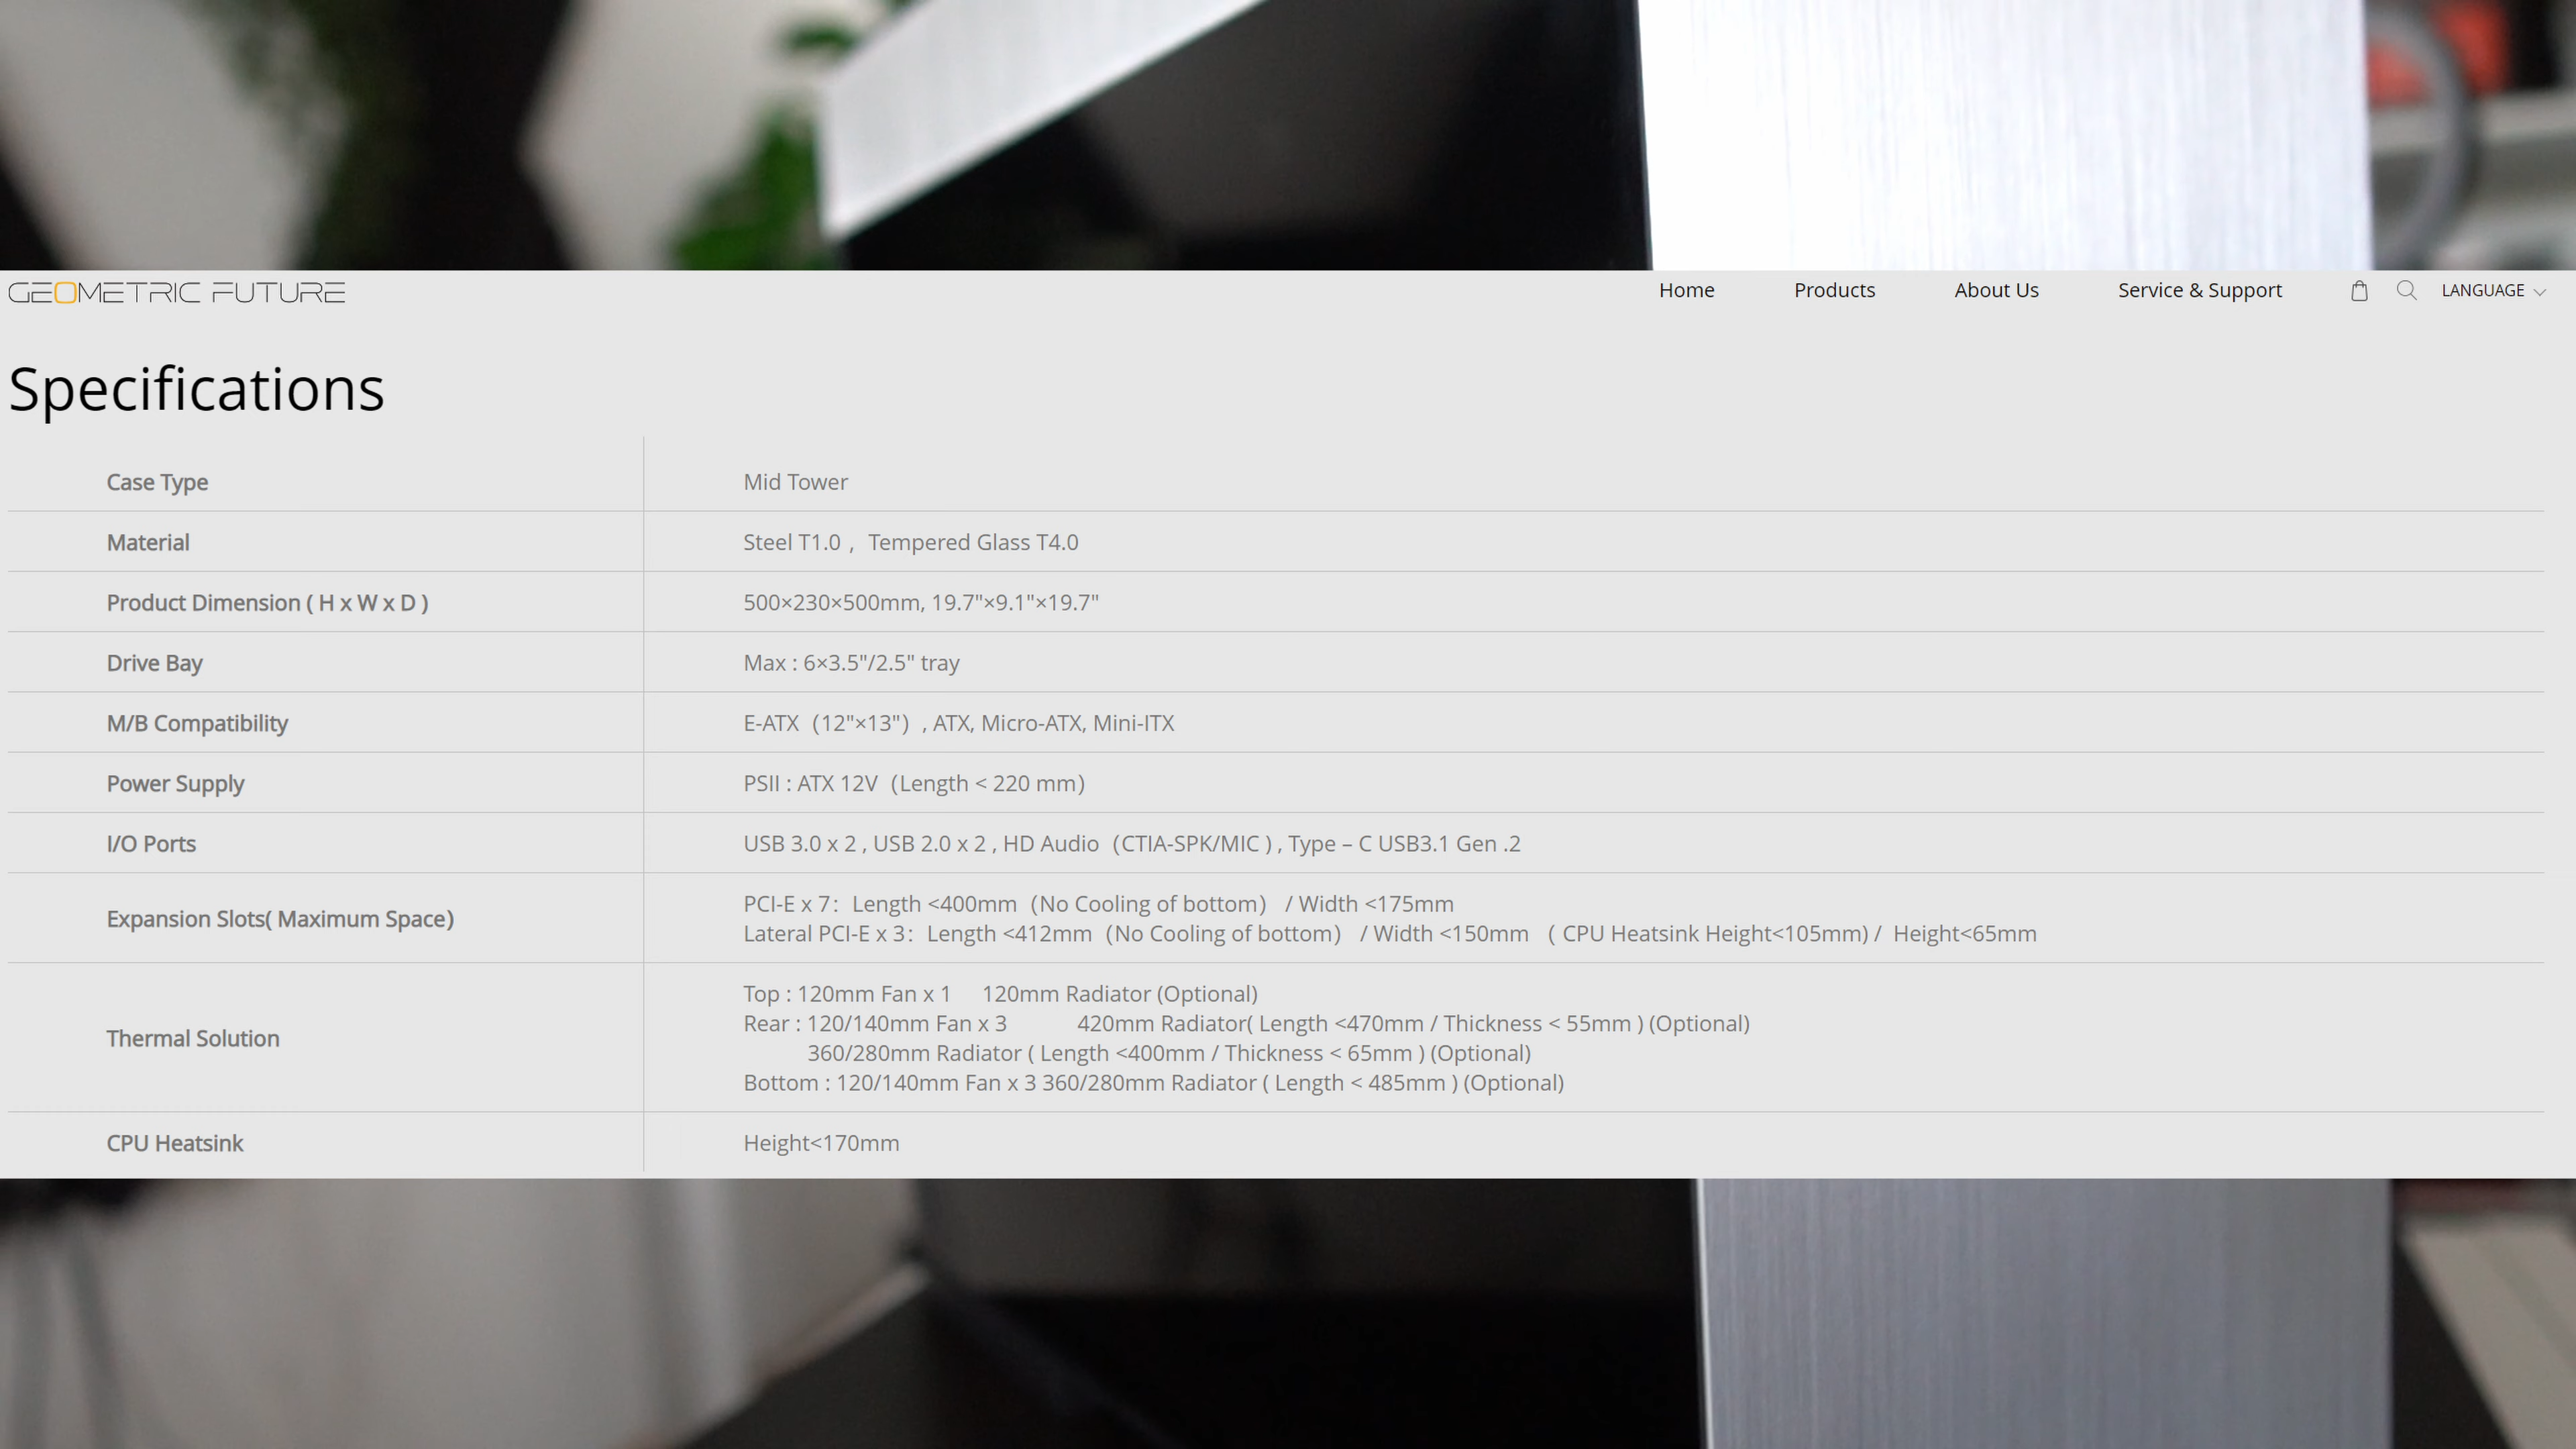 GEOMETRIC FUTURE
Home Products About Us Service & Support LANGUAGE
Specifications
Case Type Mid Tower
Material Steel T1.0 , Tempered Glass T4.0
Product Dimension ( H x W x D ) 500×230×500mm, 19.7"×9.1"×19.7"
Drive Bay Max : 6×3.5"/2.5" tray
M/B Compatibility E-ATX (12"×13") , ATX, Micro-ATX, Mini-ITX
Power Supply PSII : ATX 12V (Length < 220 mm)
I/O Ports USB 3.0 x 2 , USB 2.0 x 2 , HD Audio (CTIA-SPK/MIC ) , Type – C USB3.1 Gen .2
Expansion Slots( Maximum Space) PCI-E x 7: Length <400mm (No Cooling of bottom) / Width <175mm
Lateral PCI-E x 3: Length <412mm (No Cooling of bottom) / Width <150mm ( CPU Heatsink Height<105mm) / Height<65mm
Thermal Solution Top : 120mm Fan x 1 120mm Radiator (Optional)
Rear : 120/140mm Fan x 3 420mm Radiator( Length <470mm / Thickness < 55mm ) (Optional)
360/280mm Radiator ( Length <400mm / Thickness < 65mm ) (Optional)
Bottom : 120/140mm Fan x 3 360/280mm Radiator ( Length < 485mm ) (Optional)
CPU Heatsink Height<170mm